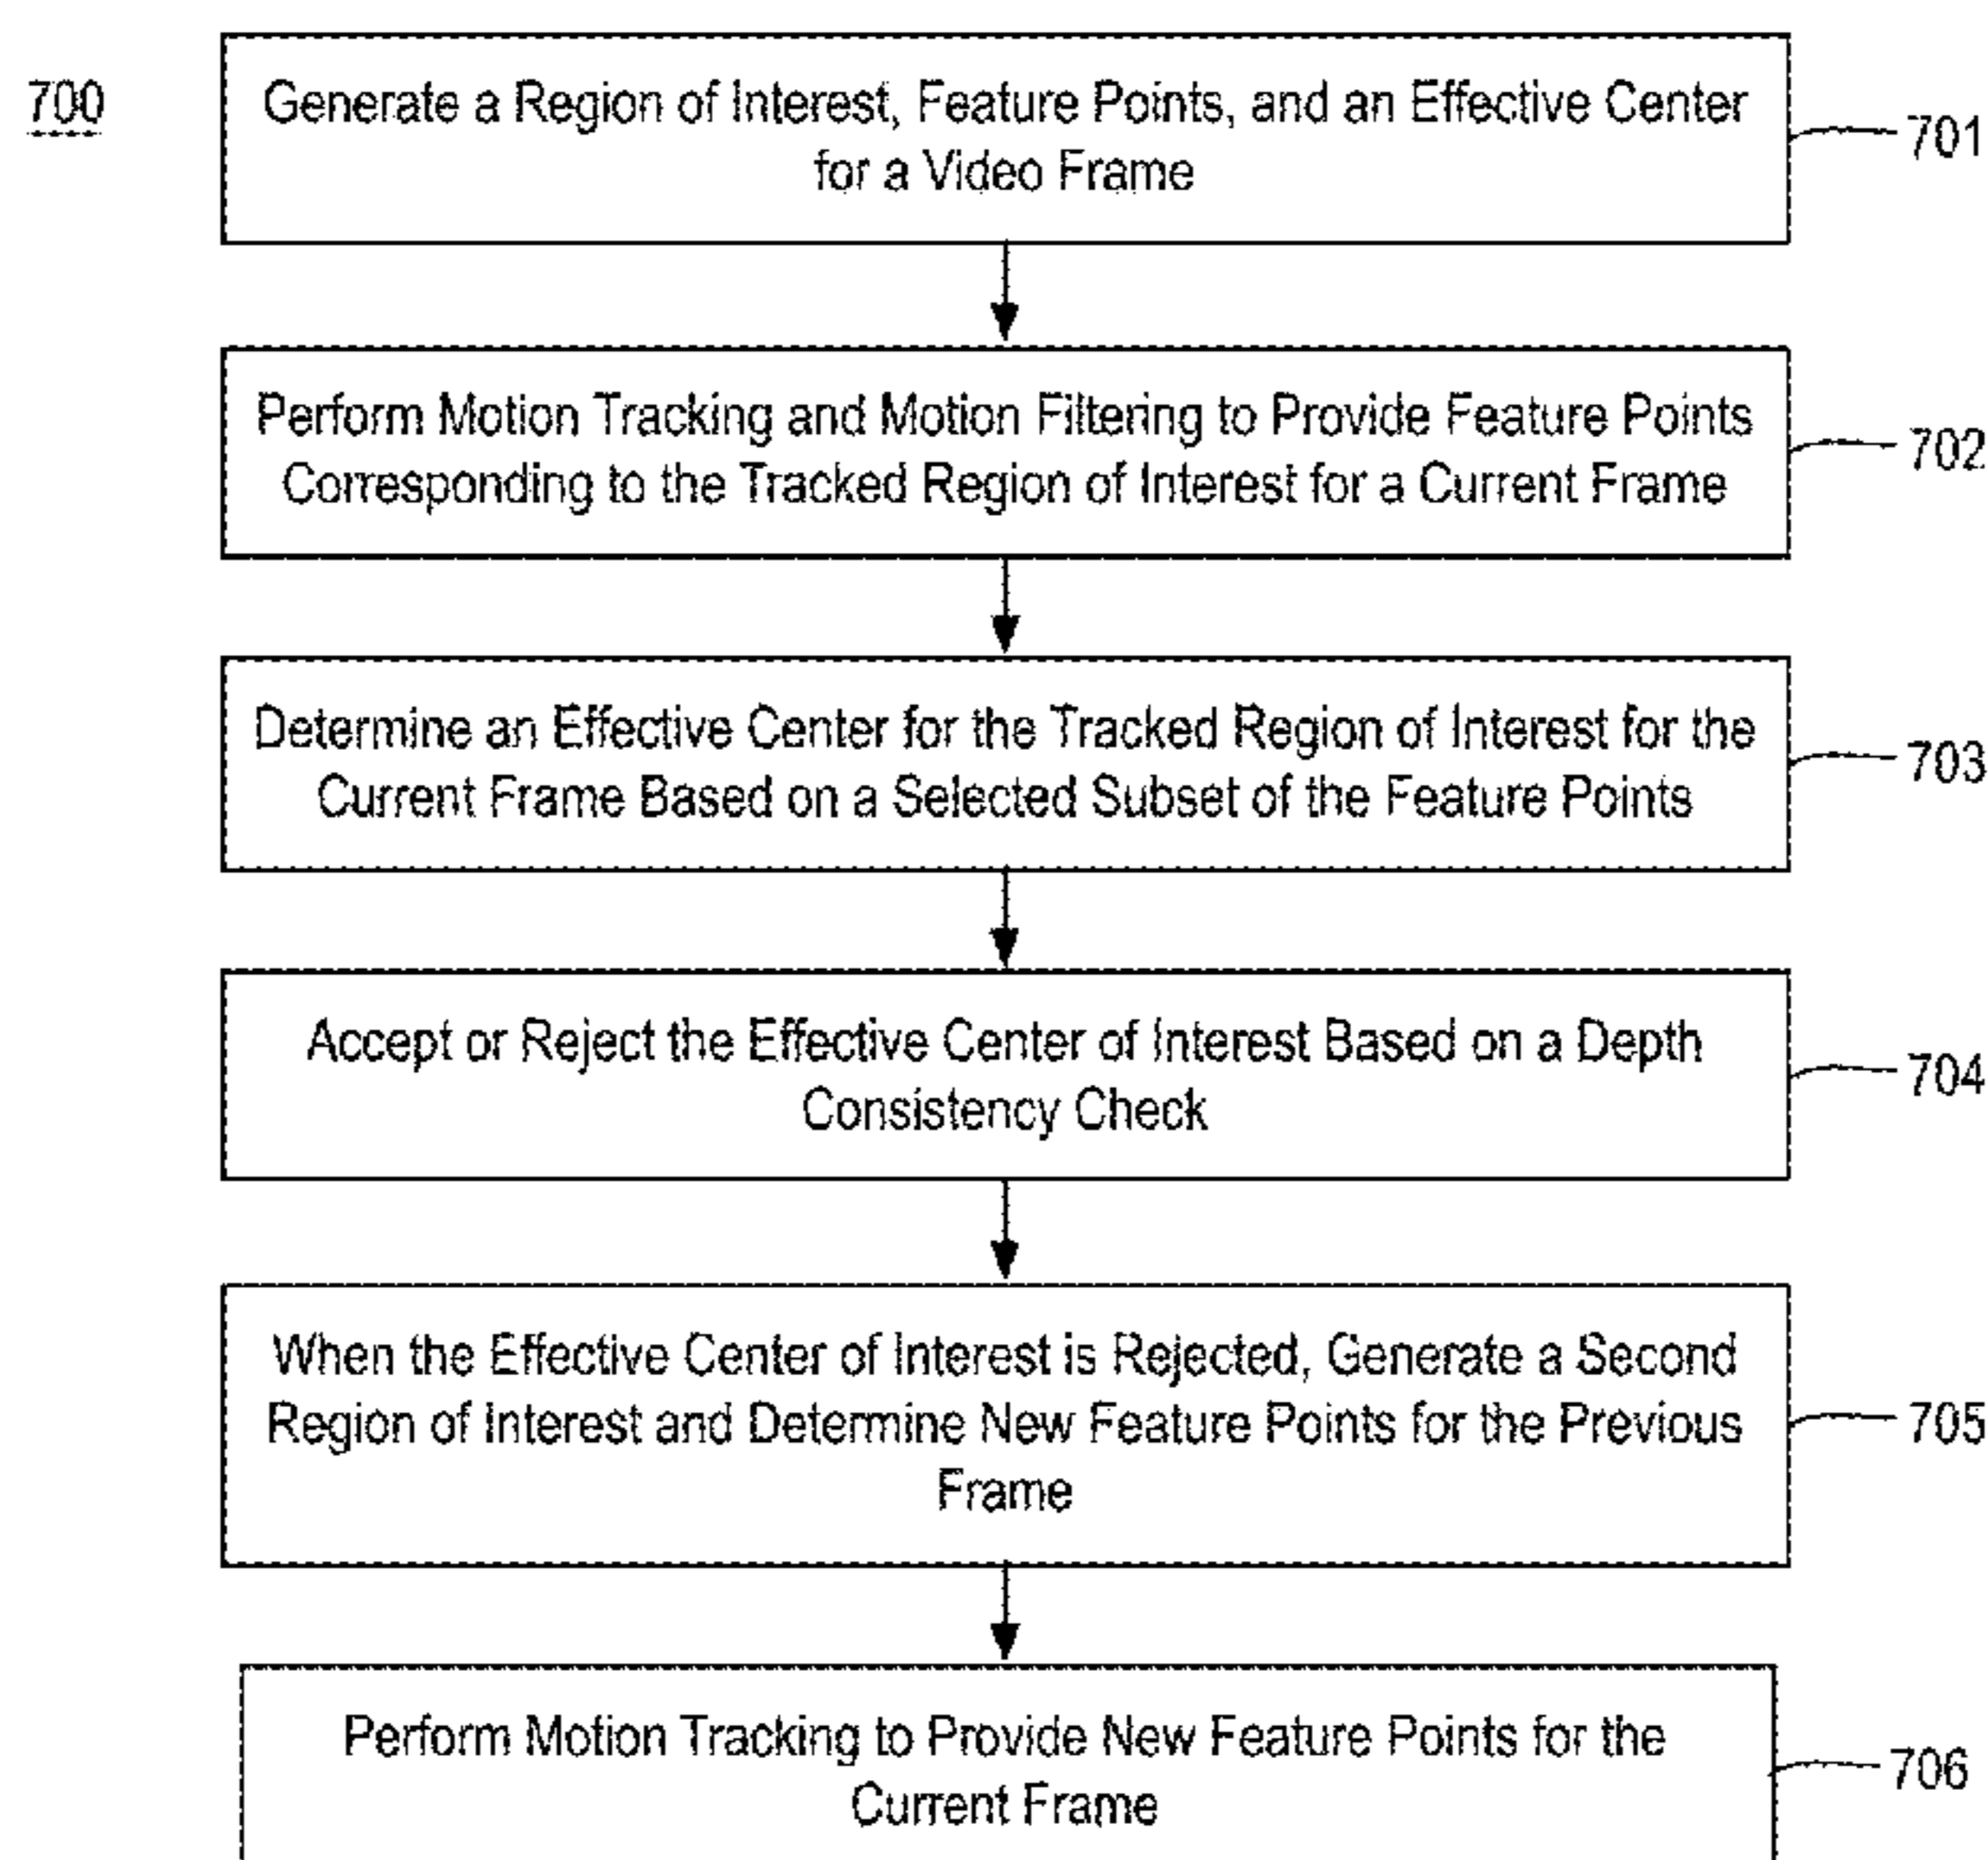 700
Generate a Region of Interest, Feature Points, and an Effective Center
for a Video Frame
701
Perform Motion Tracking and Motion Filtering to Provide Feature Points
Corresponding to the Tracked Region of Interest for a Current Frame
702
Determine an Effective Center for the Tracked Region of Interest for the
Current Frame Based on a Selected Subset of the Feature Points
703
Accept or Reject the Effective Center of Interest Based on a Depth
Consistency Check
704
When the Effective Center of Interest is Rejected, Generate a Second
Region of Interest and Determine New Feature Points for the Previous
Frame
705
Perform Motion Tracking to Provide New Feature Points for the
Current Frame
706